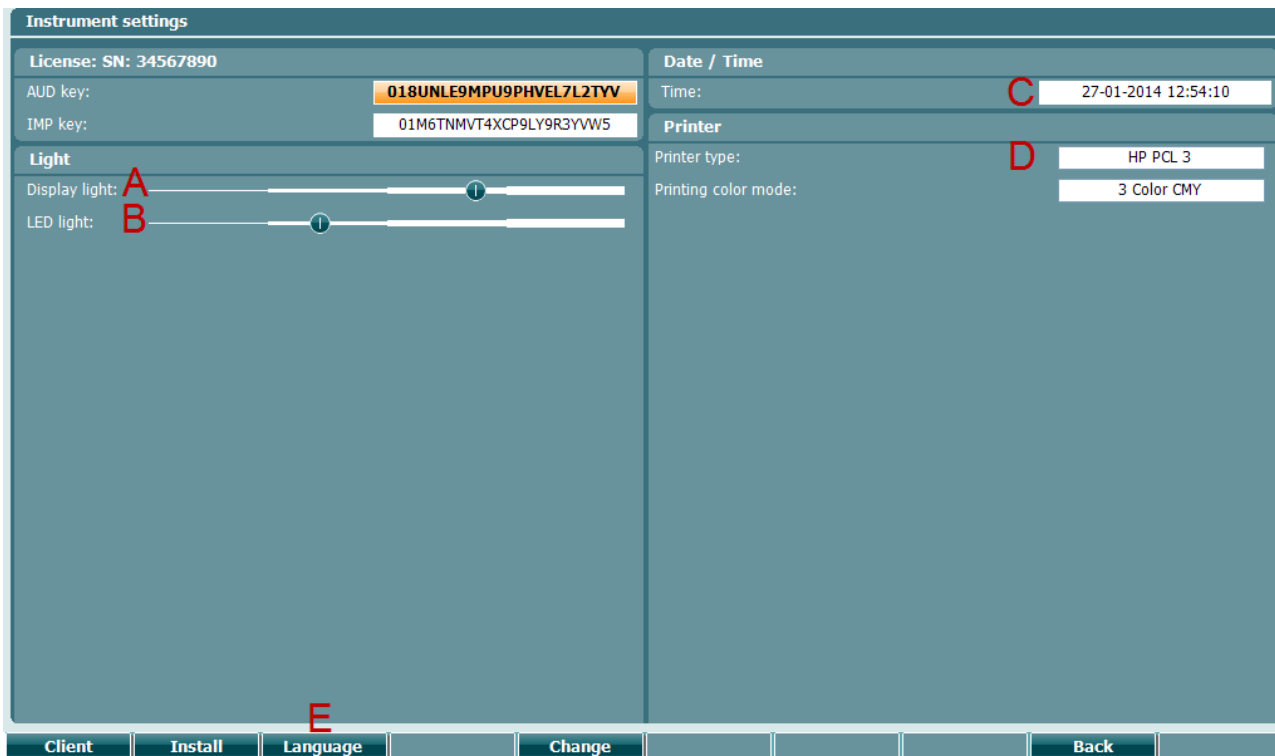 Instrument settings
License: SN: 34567890
AUD key: 018UNLE9MPU9PHVEL7L2TYV
IMP key: 01M6TNMVT4XCP9LY9R3YVW5
Light
Display light: A
LED light: B
Date / Time
Time: C 27-01-2014 12:54:10
Printer
Printer type: D HP PCL 3
Printing color mode: 3 Color CMY
E
Client Install Language Change Back